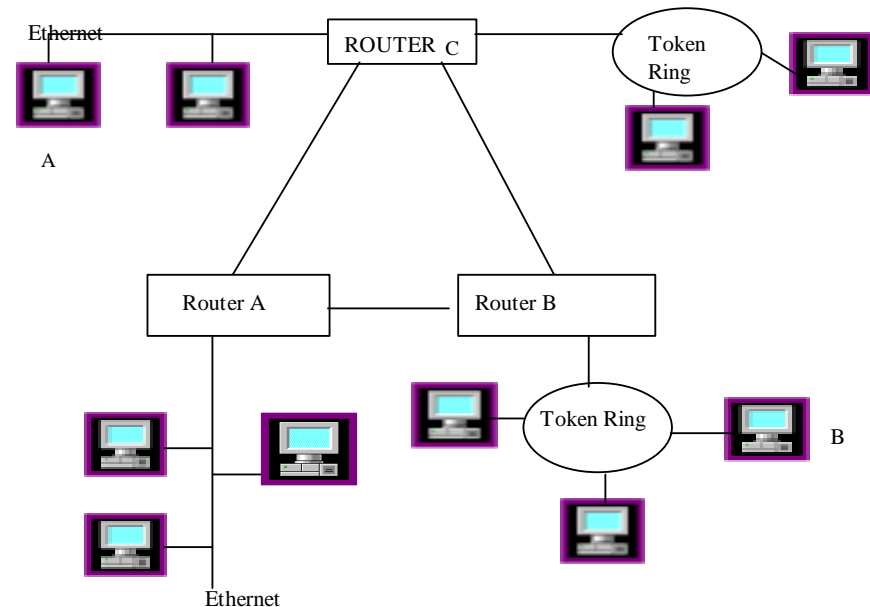 Ethernet
ROUTER C
Token
Ring
A
Router A
Router B
Token Ring
B
Ethernet